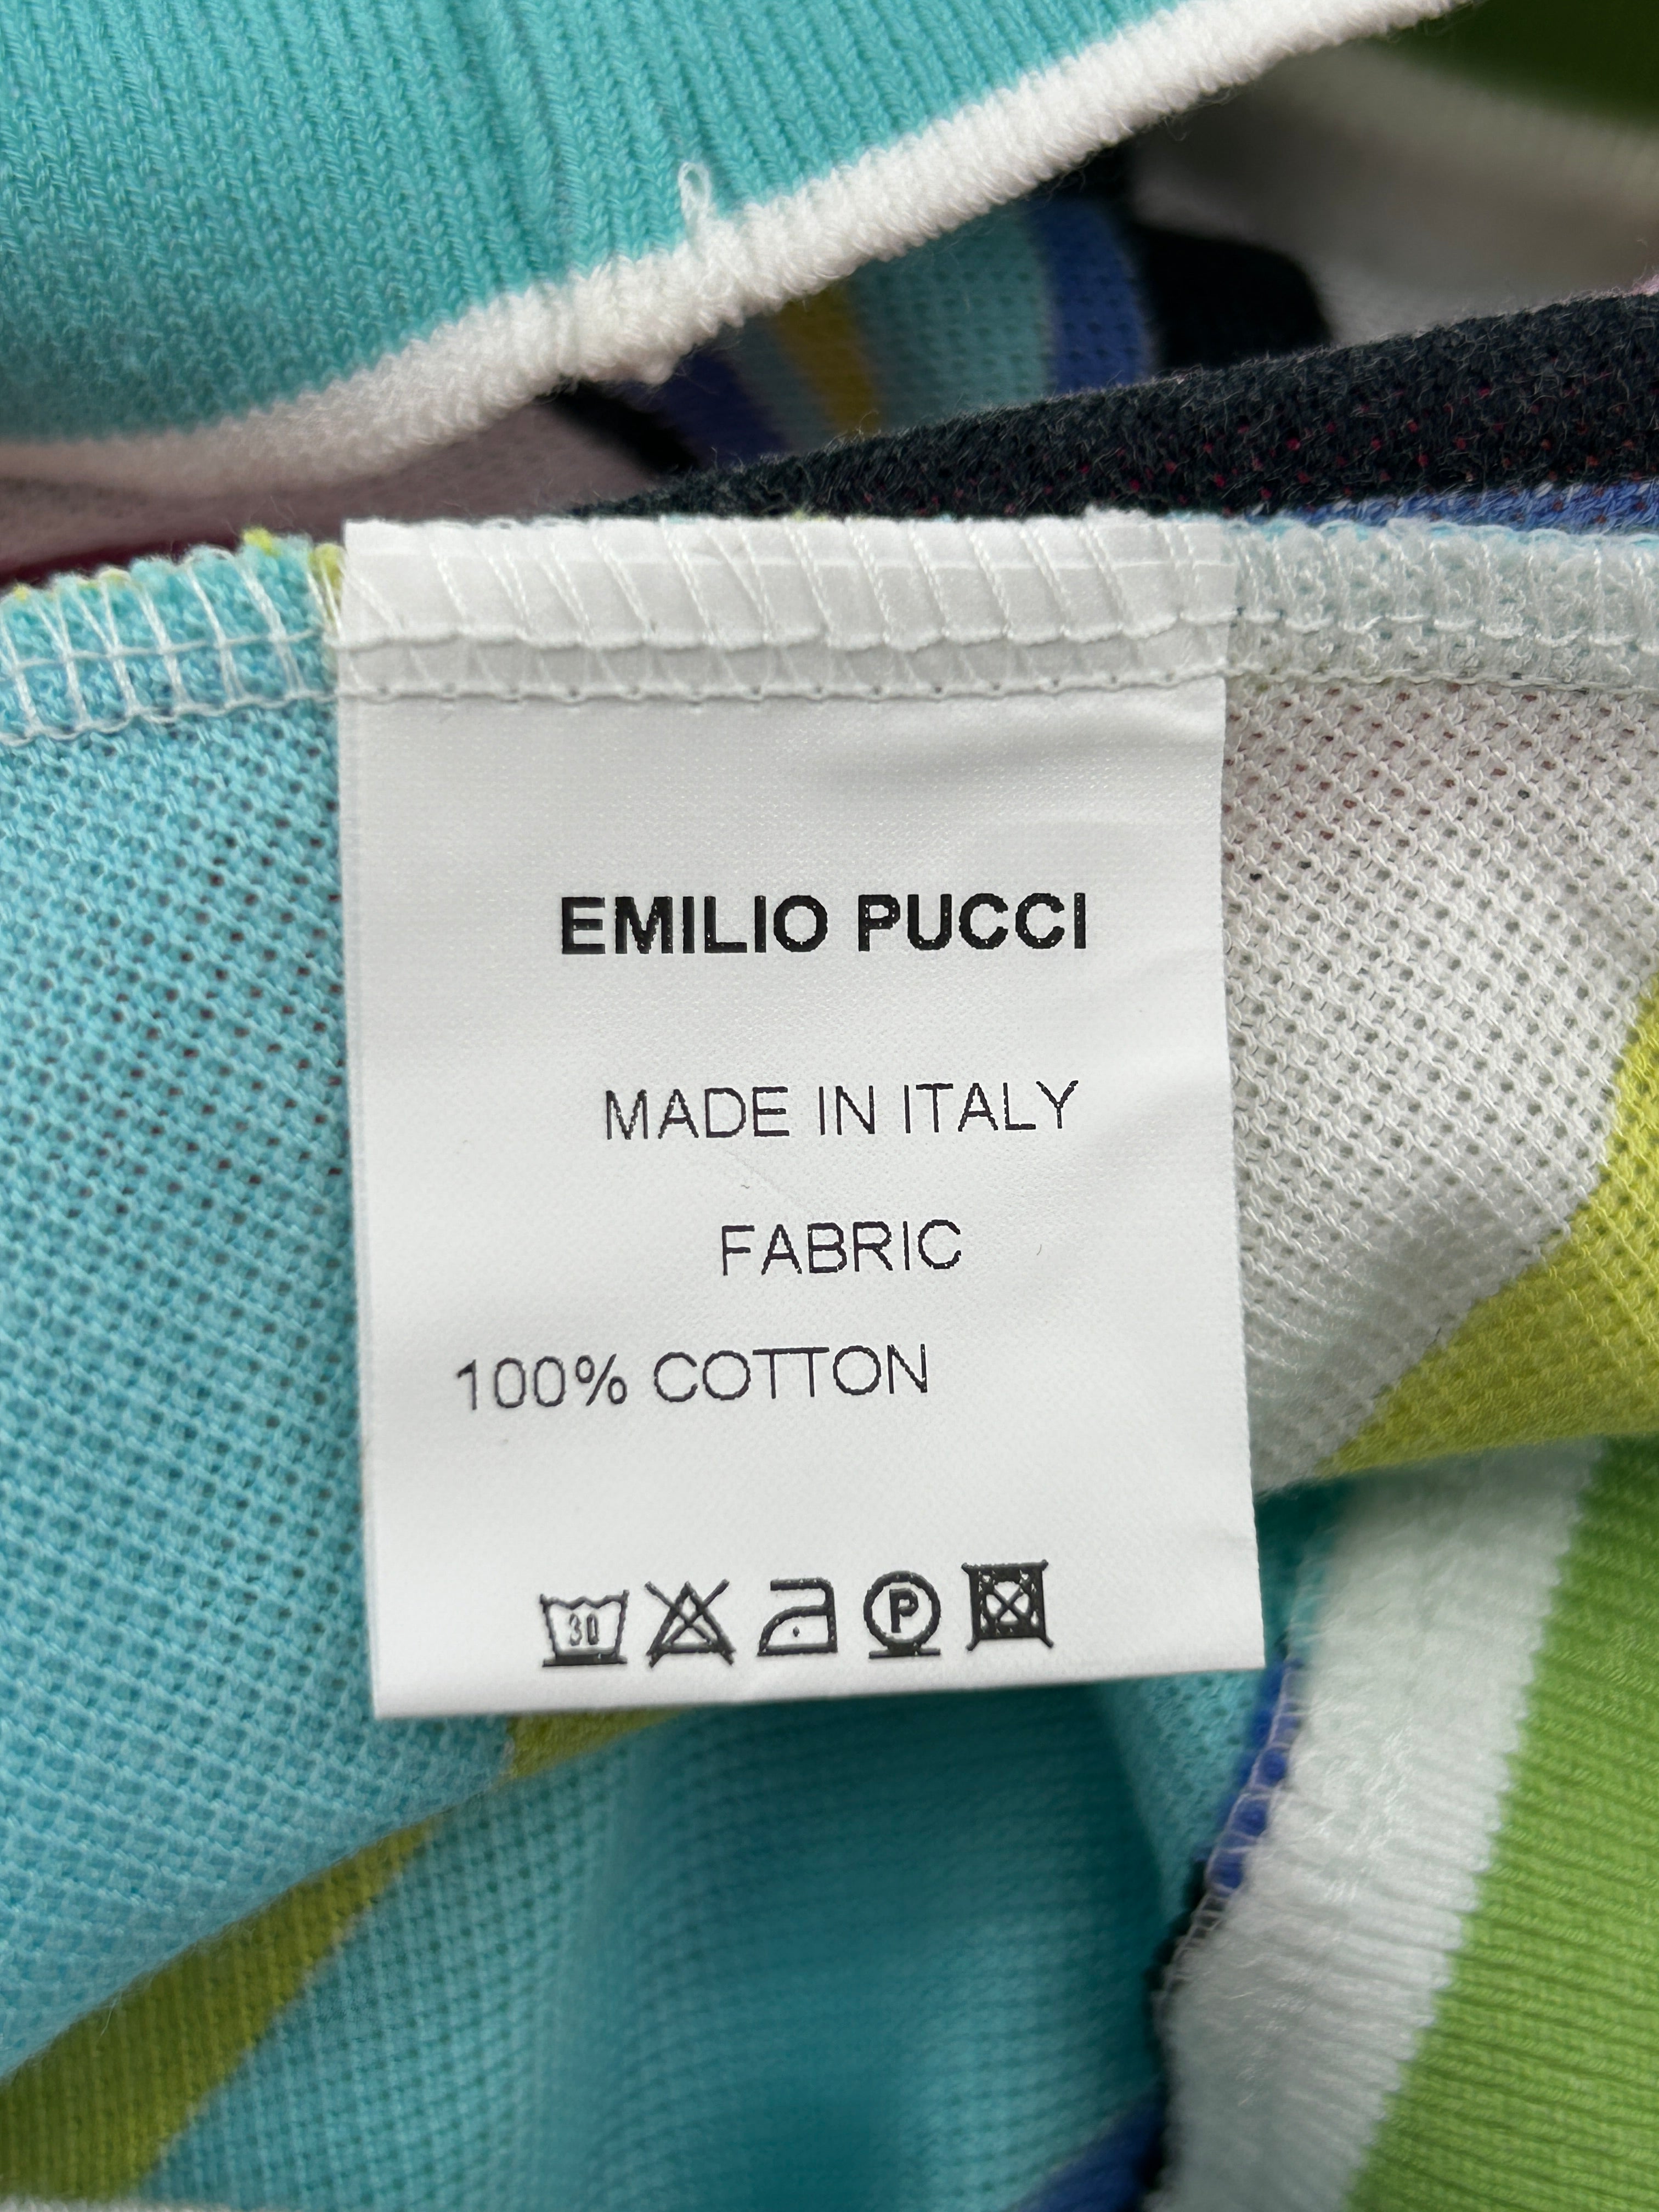 EMILIO PUCCI
MADE IN ITALY
FABRIC
100% COTTON
30 P